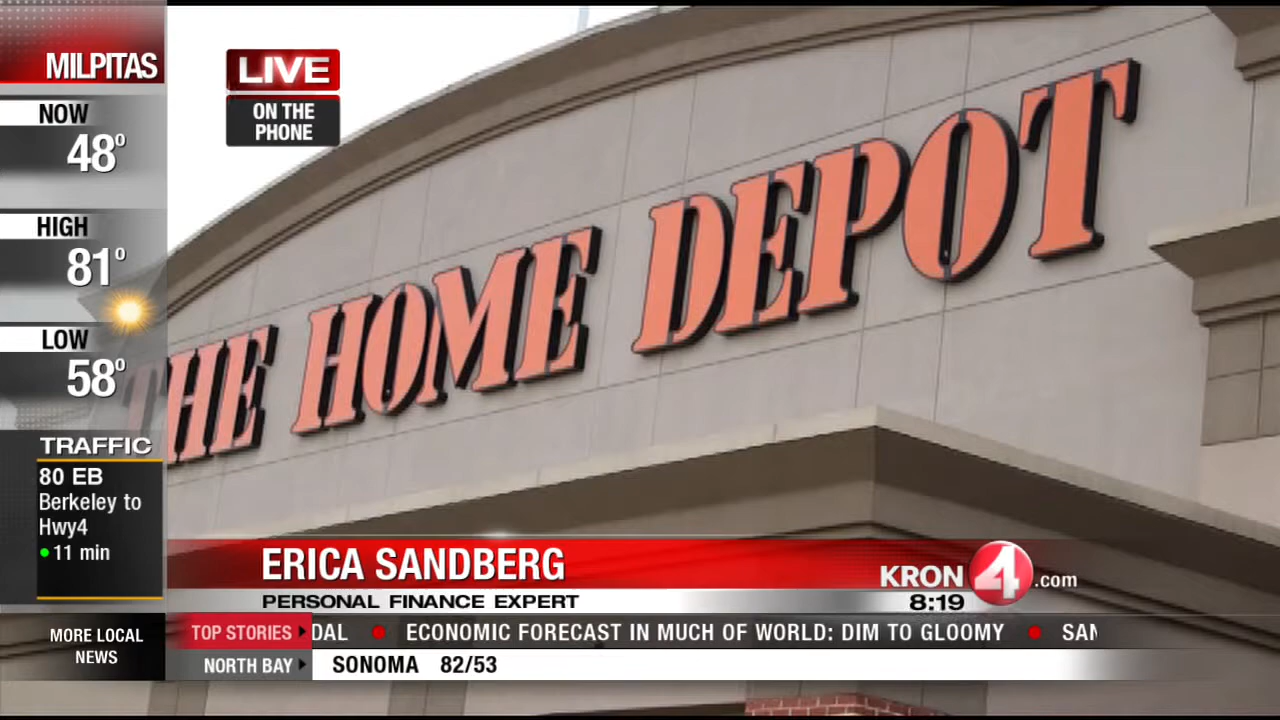 MILPITAS
NOW
48°
HIGH
81°
LOW
58°
TRAFFIC
80 EB
Berkeley to
Hwy4
11 min
MORE LOCAL
NEWS
LIVE
ON THE
PHONE
THE HOME DEPOT
ERICA SANDBERG
PERSONAL FINANCE EXPERT
KRON 4 .com
8:19
TOP STORIES DAL ECONOMIC FORECAST IN MUCH OF WORLD: DIM TO GLOOMY SAN
NORTH BAY SONOMA 82/53